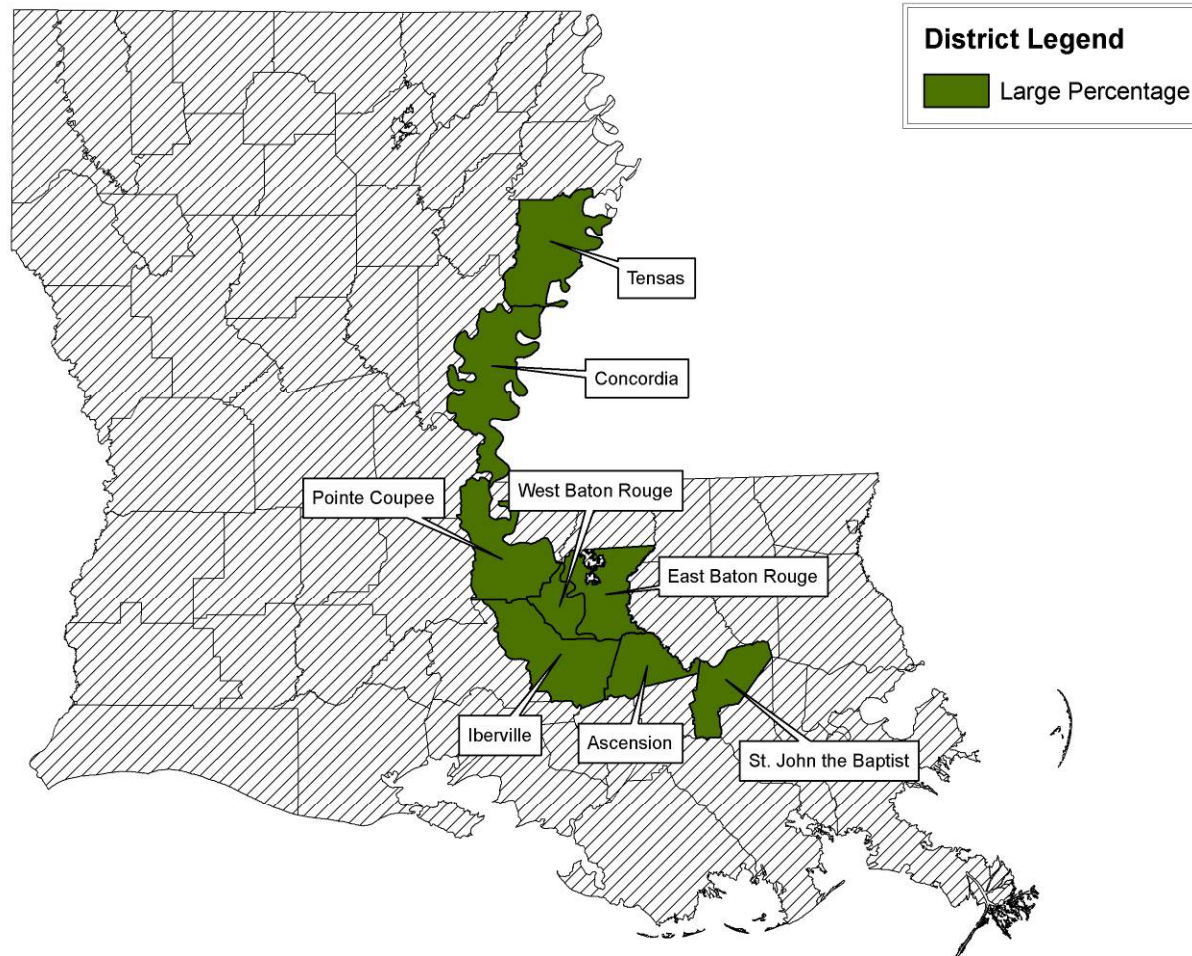 District Legend
Large Percentage
Tensas
Concordia
Pointe Coupee
West Baton Rouge
East Baton Rouge
Iberville
Ascension
St. John the Baptist